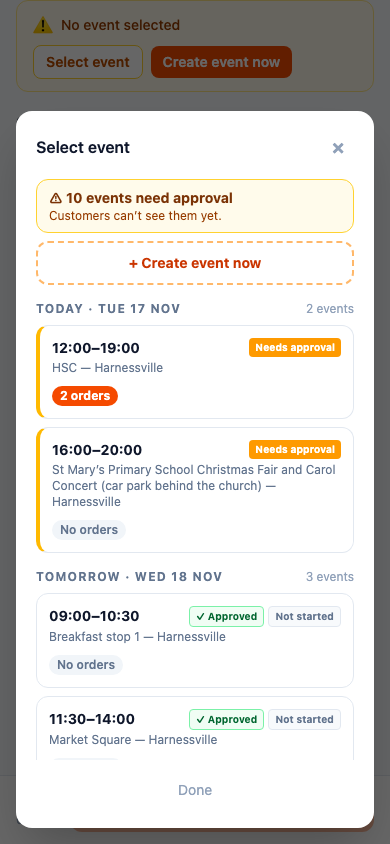 ⚠ No event selected
Select event
Create event now
Select event
×
⚠ 10 events need approval
Customers can't see them yet.
+ Create event now
TODAY · TUE 17 NOV
2 events
12:00–19:00
Needs approval
HSC — Harnessville
2 orders
16:00–20:00
Needs approval
St Mary's Primary School Christmas Fair and Carol
Concert (car park behind the church) —
Harnessville
No orders
TOMORROW · WED 18 NOV
3 events
09:00–10:30
✓ Approved
Not started
Breakfast stop 1 — Harnessville
No orders
11:30–14:00
✓ Approved
Not started
Market Square — Harnessville
Done